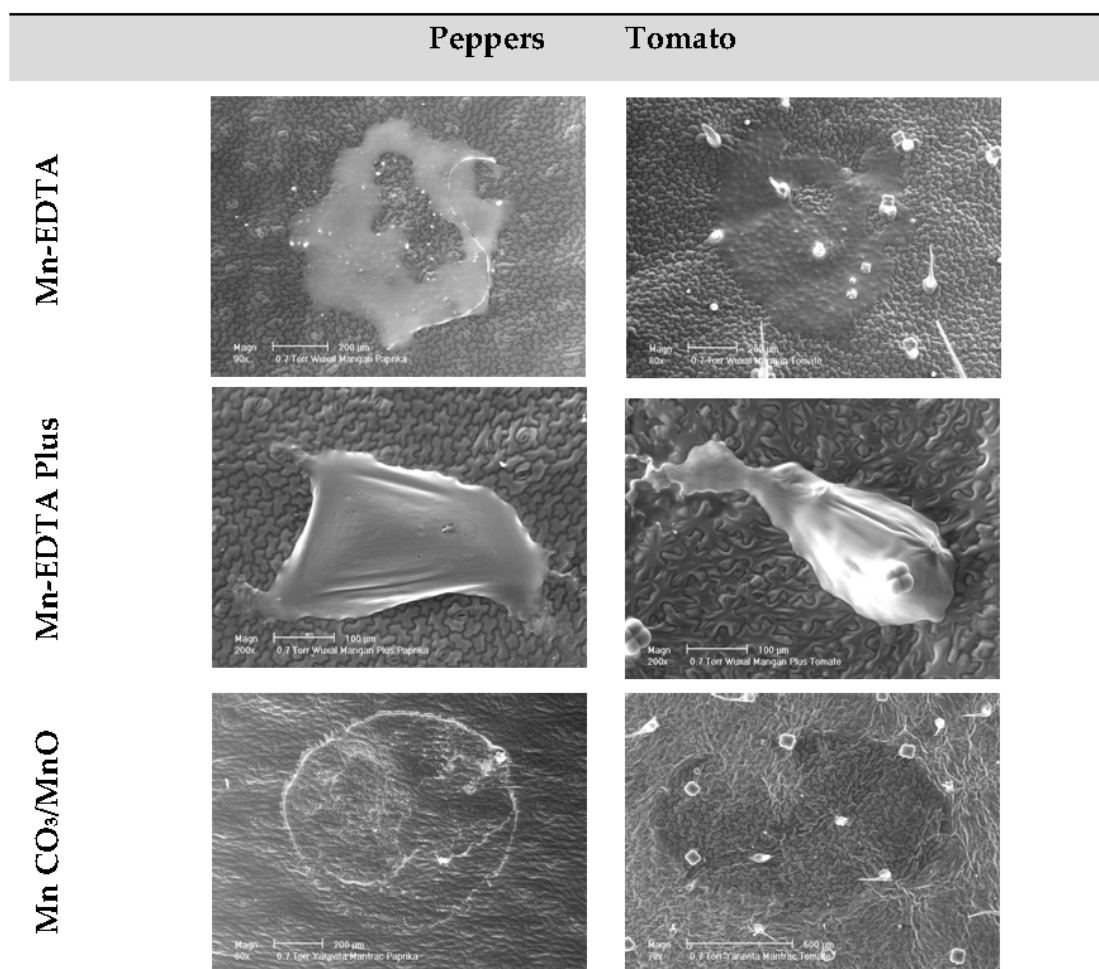 Peppers Tomato
Mn-EDTA
Magn 200 µm
90x 0.7 Torr Wuxal Mangan Paprika
Magn 200 µm
80x 0.7 Torr Wuxal Mangan Tomate
Mn-EDTA Plus
Magn 100 µm
200x 0.7 Torr Wuxal Mangan Plus Paprika
Magn 100 µm
200x 0.7 Torr Wuxal Mangan Plus Tomate
Mn CO₃/MnO
Magn 200 µm
80x 0.7 Torr Yaravita Mantrac Paprika
Magn 500 µm
70x 0.7 Torr Yaravita Mantrac Tomate